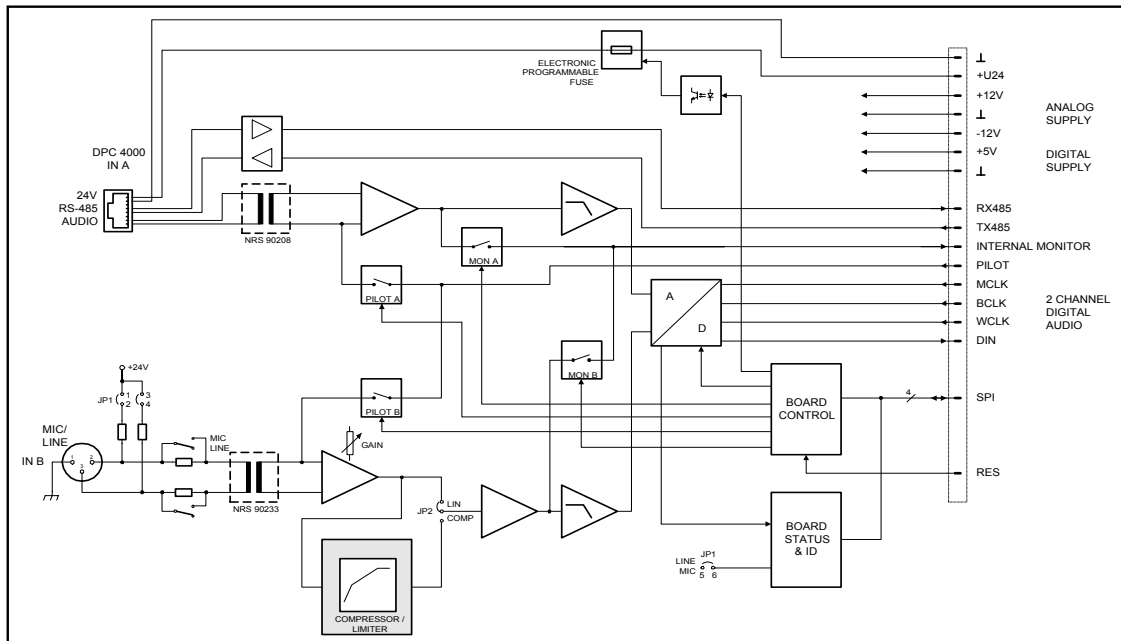 ELECTRONIC
PROGRAMMABLE
FUSE
⊥
+U24
+12V
⊥
-12V
+5V
⊥
ANALOG
SUPPLY
DIGITAL
SUPPLY
DPC 4000
IN A
24V
RS-485
AUDIO
NRS 90208
RX485
TX485
INTERNAL MONITOR
PILOT
MCLK
BCLK
WCLK
DIN
2 CHANNEL
DIGITAL
AUDIO
MON A
PILOT A
A
D
MON B
+24V
JP1
1
2
3
4
PILOT B
BOARD
CONTROL
4
SPI
MIC/
LINE
IN B
1
2
3
MIC
LINE
GAIN
NRS 90233
RES
JP2
LIN
COMP
BOARD
STATUS
& ID
JP1
LINE
MIC
5 6
COMPRESSOR /
LIMITER